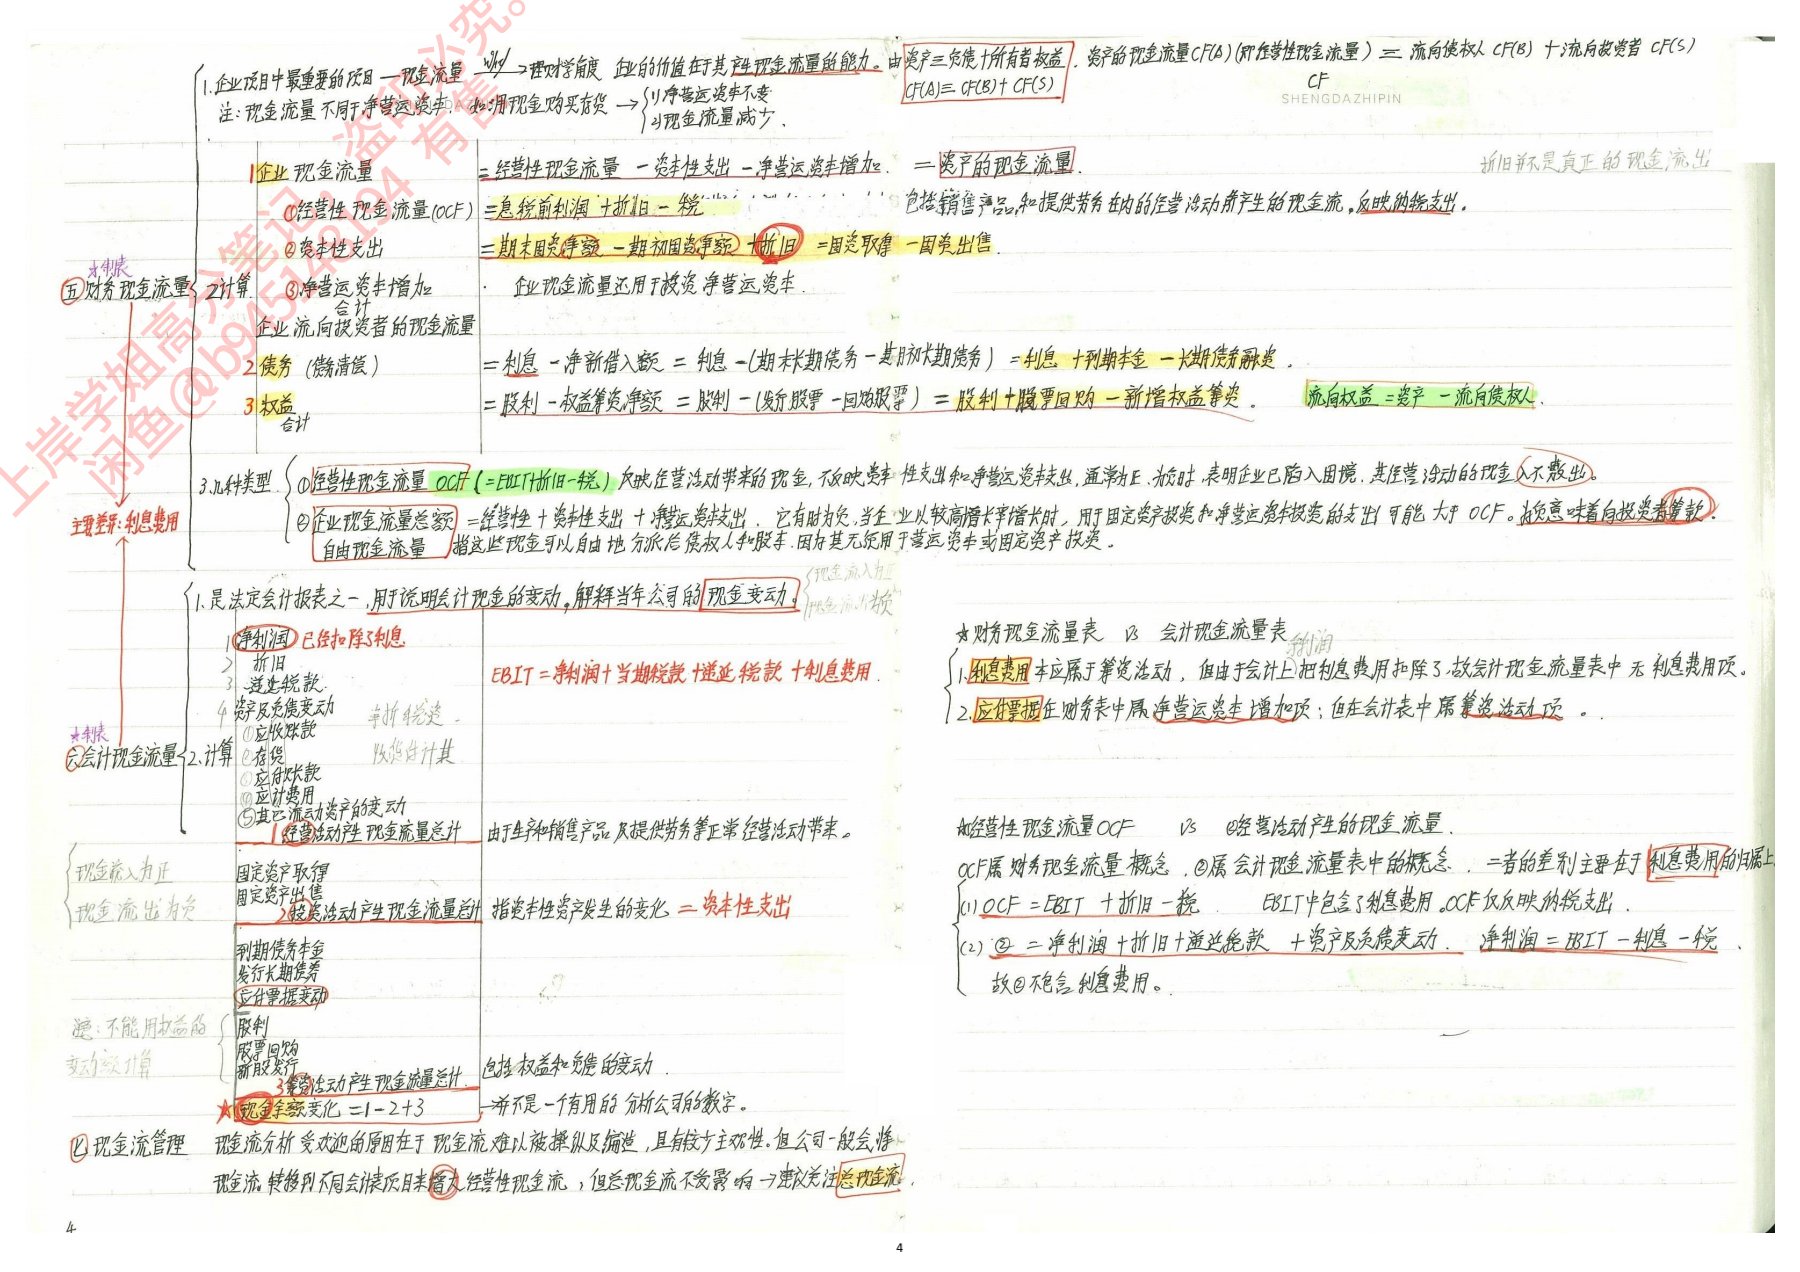 上岸学姐高分笔记 盗印必究。
闲鱼@b945148194 有售
1.企业项目中最重要的项目—现金流量 why→理财学角度 企业的价值在于其产生现金流量的能力。由 资产≡负债+所有者权益. 资产的现金流量CF(A)(即经营性现金流量) ≡ 流向债权人 CF(B) + 流向投资者 CF(S)
CF(A)≡ CF(B)+ CF(S)
CF
SHENGDAZHIPIN
注:现金流量不同于净营运资本. 如:用现金购买存货 → 1)净营运资本不变
2)现金流量减少.
1 企业现金流量 =经营性现金流量 -资本性支出 -净营运资本增加. =资产的现金流量.
折旧并不是真正的现金流出
①经营性现金流量(OCF) =息税前利润+折旧-税 包括销售产品,和提供劳务在内的经营活动所产生的现金流。反映纳税支出.
②资本性支出 =期末固资净额-期初固资净额+折旧 =固资取得 -固资出售.
☆制表
㊄财务现金流量 2计算. ③净营运资本增加 企业现金流量还用于投资净营运资本.
合计
企业流向投资者的现金流量
2 债务 (债务清偿) =利息-净新借入额 = 利息-(期末长期债务-期初长期债务) =利息+到期本金-长期债务融资.
3 权益 =股利-权益筹资净额 = 股利-(发行股票-回购股票) =股利+股票回购-新增权益筹资. 流向权益=资产-流向债权人.
合计
3.几种类型 ①经营性现金流量 OCF(=EBIT+折旧-税) 反映经营活动带来的现金,不反映资本性支出和净营运资本支出,通常为正.为负时.表明企业已陷入困境.其经营活动的现金入不敷出。
主要差异:利息费用
②企业现金流量总额 =经营性+资本性支出+净营运资本支出. 它有时为负,当企业以较高增长率增长时,用于固定资产投资和净营运资本投资的支出可能大于OCF。为负意味着向投资者筹款.
自由现金流量 指这些现金可以自由地分派给债权人和股东.因为其无须用于营运资本或固定资产投资。
1.是法定会计报表之一,用于说明会计现金的变动。解释当年公司的现金变动。
现金流入为正
现金流出为负
1 净利润 已经扣除了利息
2 折旧
3 递延税款 EBIT=净利润+当期税款+递延税款+利息费用.
4 资产及负债变动
①应收账款
☆制表
㊅会计现金流量 2.计算 ②存货
③应付账款
④应计费用
⑤其它流动资产的变动
1经营活动产生现金流量总计 由于生产和销售产品及提供劳务等正常经营活动带来。
现金流入为正
现金流出为负
固定资产取得
固定资产出售
2投资活动产生现金流量总计 指资本性资产发生的变化 =资本性支出
到期债务本金
发行长期债券
应付票据变动
注:不能用权益的
变动额计算
股利
股票回购
新股发行
3筹资活动产生现金流量总计. 包括权益和负债的变动.
★现金余额变化=1-2+3 →并不是一个有用的分析公司的数字。
☆财务现金流量表 VS 会计现金流量表
净利润
1.利息费用本应属于筹资活动,但由于会计上把利息费用扣除了.故会计现金流量表中无利息费用项。
2.应付票据在财务表中属净营运资本增加项;但在会计表中属筹资活动项。
☆经营性现金流量OCF VS ②经营活动产生的现金流量.
OCF属财务现金流量概念.②属会计现金流量表中的概念. 二者的差别主要在于利息费用的归属上
(1) OCF=EBIT+折旧-税 EBIT中包含了利息费用。OCF仅反映纳税支出.
(2) ②=净利润+折旧+递延税款+资产及负债变动. 净利润=EBIT-利息-税.
故②不包含利息费用。
㊆现金流管理 现金流分析受欢迎的原因在于现金流难以被操纵及编造,具有较少主观性。但公司一般会将
现金流转移到不同会计表项目来增大经营性现金流,但总现金流不受影响→建议关注总现金流.
4
4